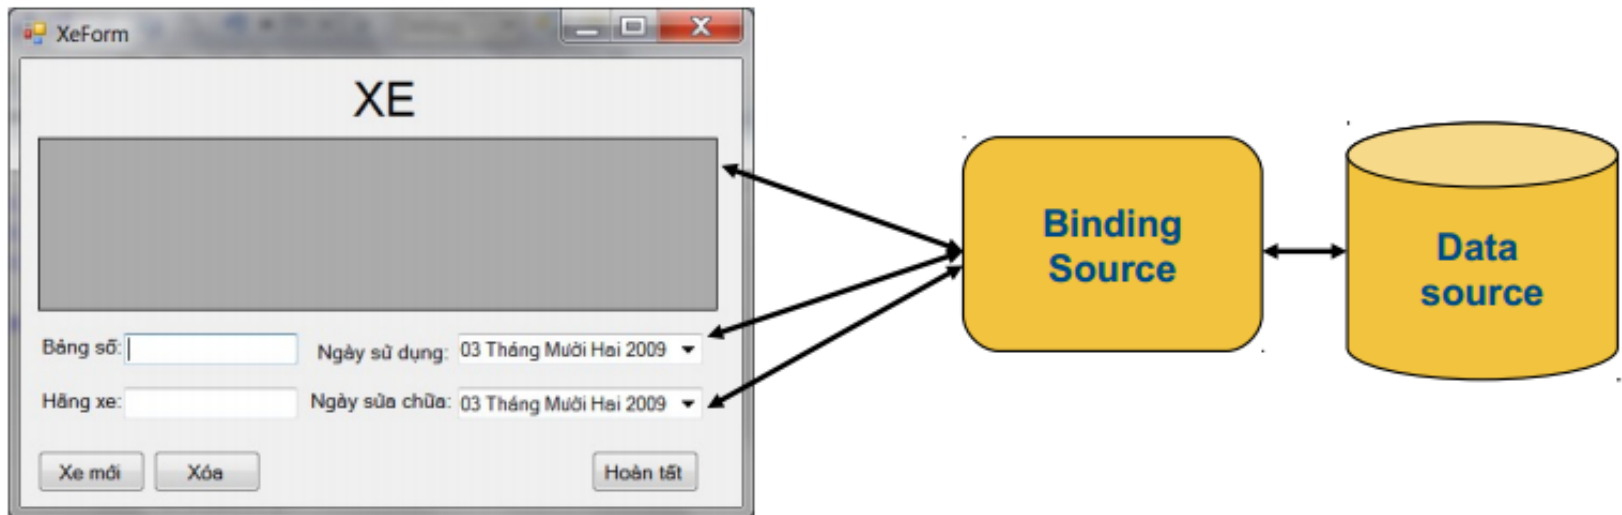 XeForm
XE
Bảng số:
Ngày sử dụng: 03 Tháng Mười Hai 2009
Hãng xe:
Ngày sửa chữa: 03 Tháng Mười Hai 2009
Xe mới
Xóa
Hoàn tất
Binding
Source
Data
source